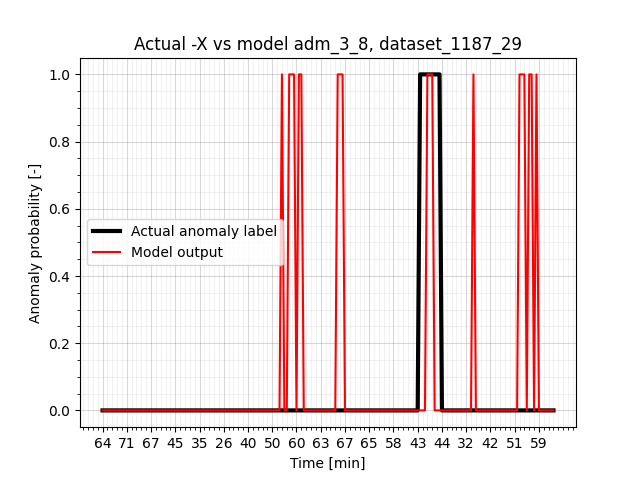 Actual -X vs model adm_3_8, dataset_1187_29
1.0
0.8
0.6
0.4
0.2
0.0
Anomaly probability [-]
Actual anomaly label
Model output
64 71 67 45 35 26 40 50 60 63 67 65 58 43 44 32 42 51 59
Time [min]